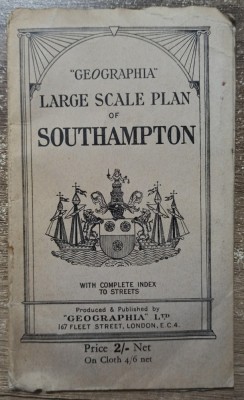 "GEOGRAPHIA"
LARGE SCALE PLAN
OF
SOUTHAMPTON
WITH COMPLETE INDEX
TO STREETS
Produced & Published by
"GEOGRAPHIA" LTD
167 FLEET STREET, LONDON, E.C.4.
Price 2/- Net
On Cloth 4/6 net